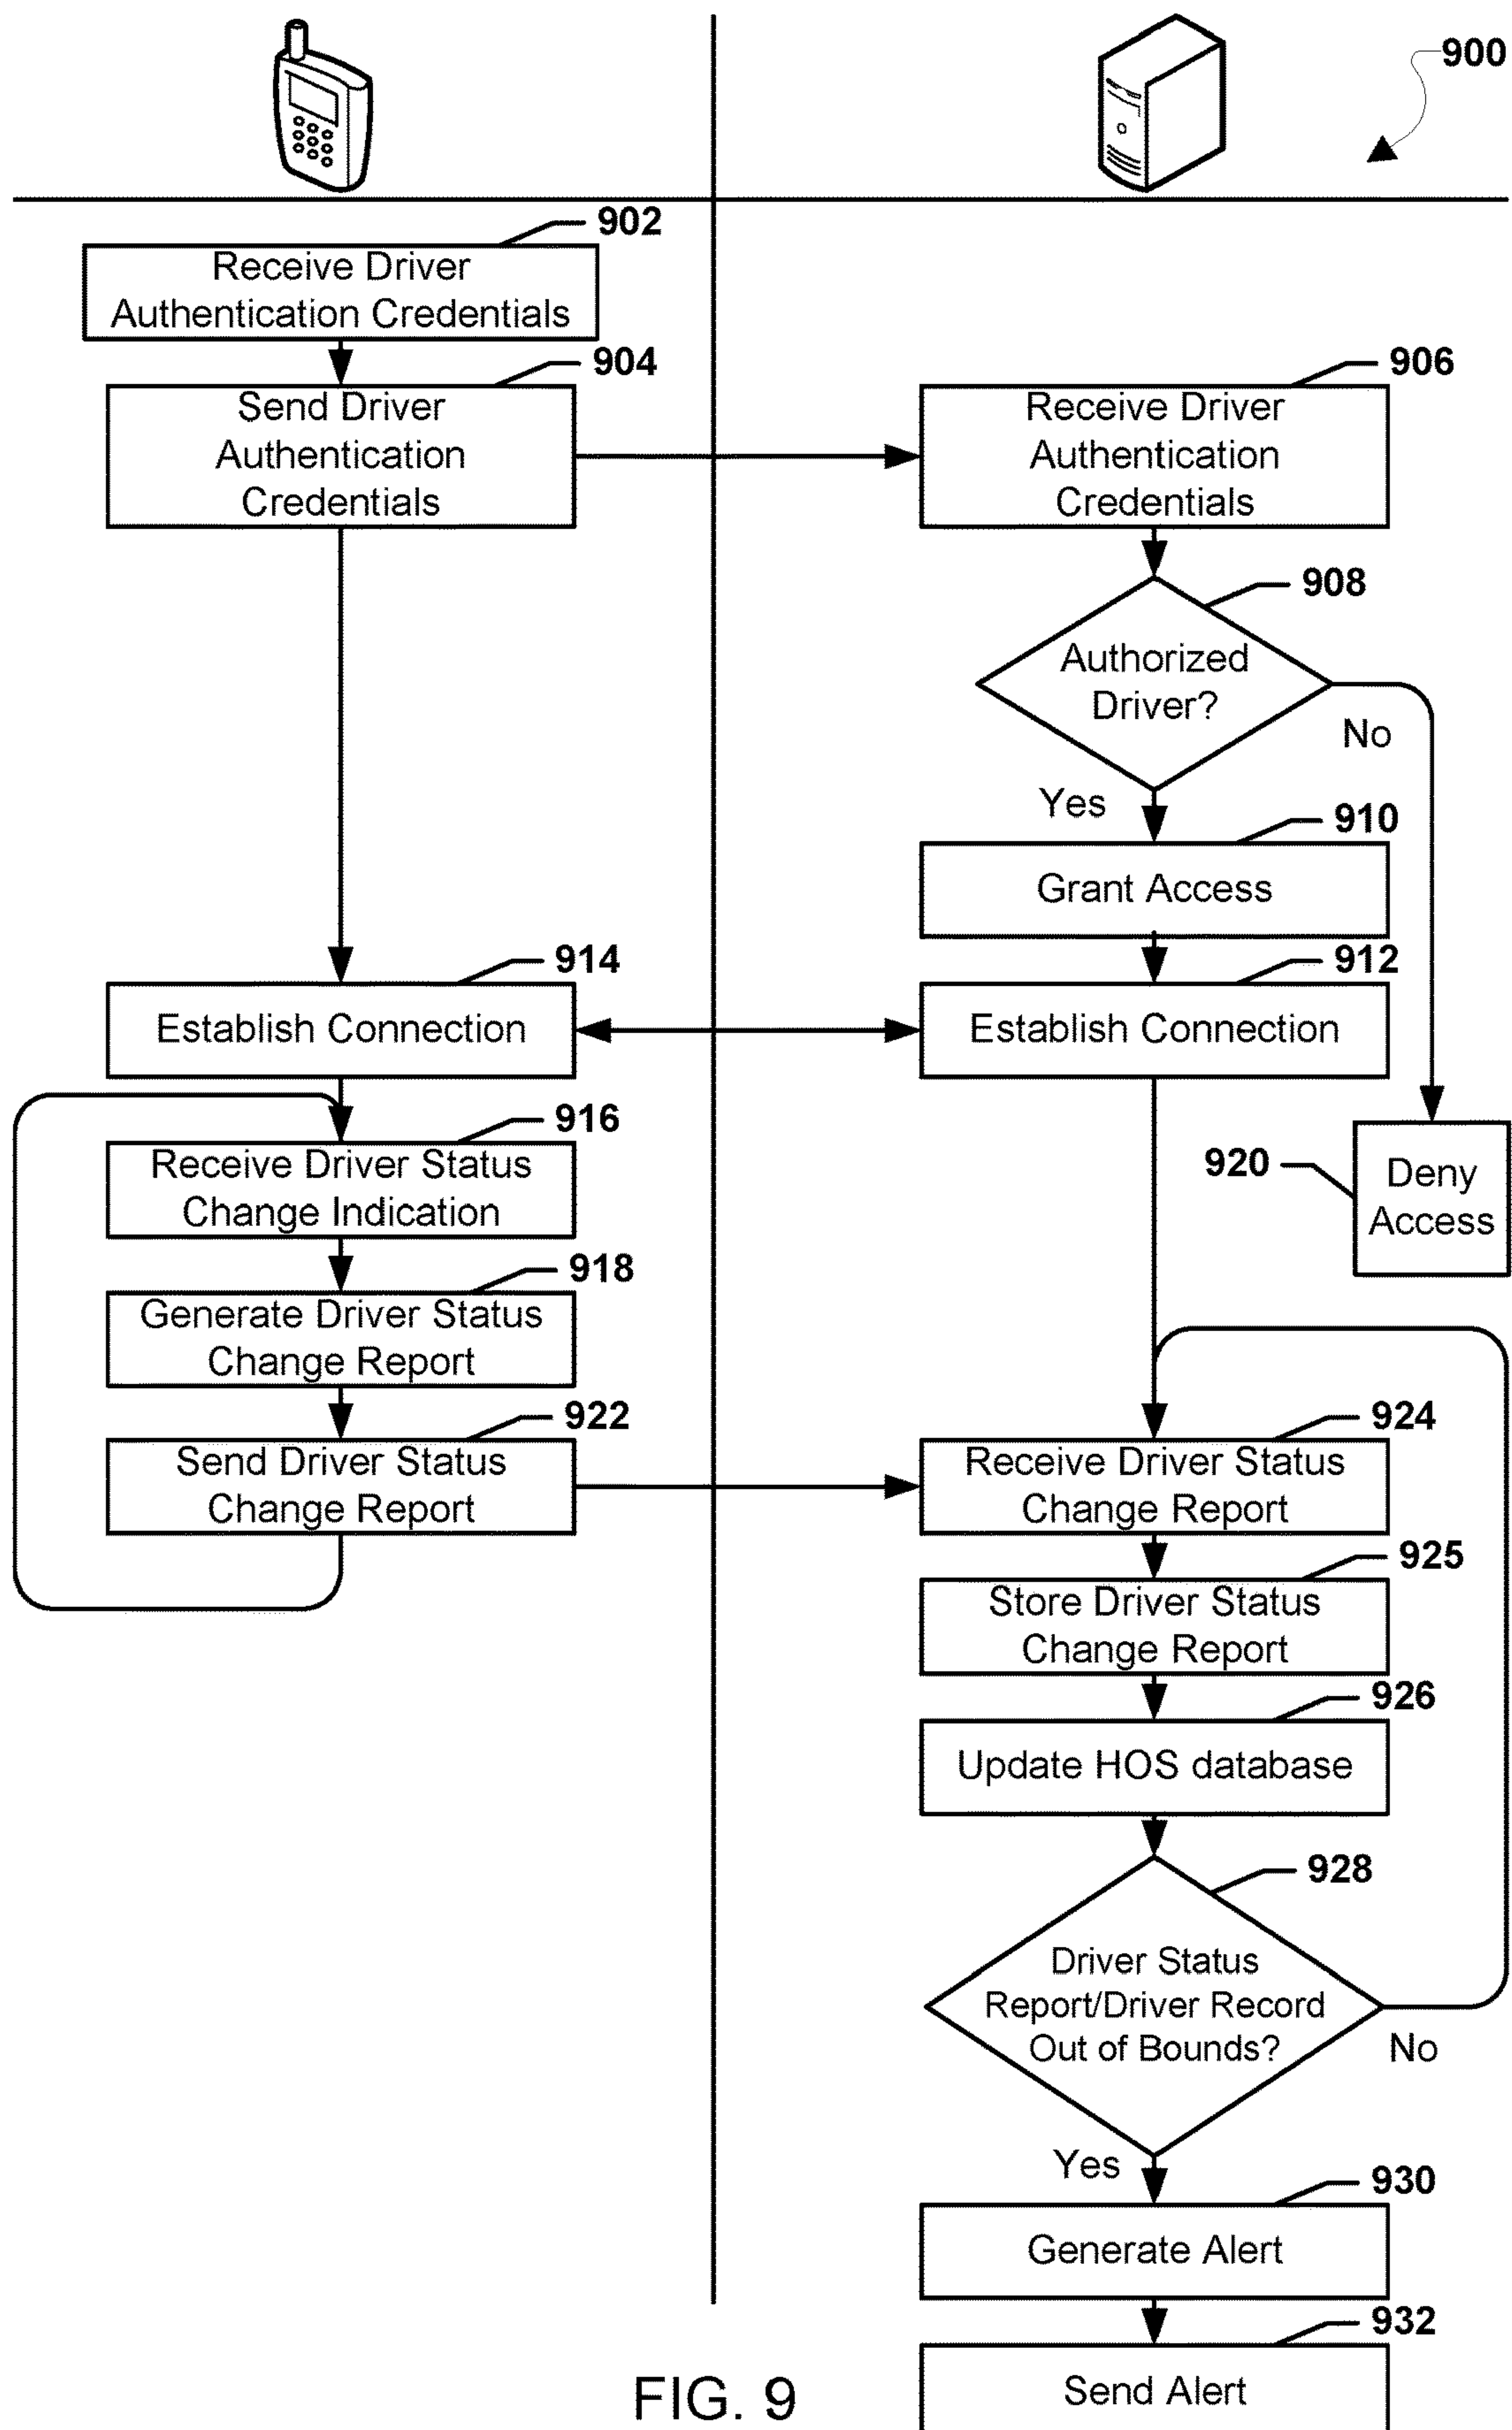 900
902
Receive Driver
Authentication Credentials
904
Send Driver
Authentication
Credentials
906
Receive Driver
Authentication
Credentials
908
Authorized
Driver?
No
Yes
910
Grant Access
914
Establish Connection
912
Establish Connection
916
Receive Driver Status
Change Indication
920
Deny
Access
918
Generate Driver Status
Change Report
922
Send Driver Status
Change Report
924
Receive Driver Status
Change Report
925
Store Driver Status
Change Report
926
Update HOS database
928
Driver Status
Report/Driver Record
Out of Bounds?
No
Yes
930
Generate Alert
932
Send Alert
FIG. 9